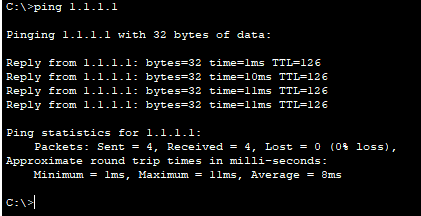 C:\>ping 1.1.1.1
Pinging 1.1.1.1 with 32 bytes of data:
Reply from 1.1.1.1: bytes=32 time=1ms TTL=126
Reply from 1.1.1.1: bytes=32 time=10ms TTL=126
Reply from 1.1.1.1: bytes=32 time=11ms TTL=126
Reply from 1.1.1.1: bytes=32 time=11ms TTL=126
Ping statistics for 1.1.1.1:
Packets: Sent = 4, Received = 4, Lost = 0 (0% loss),
Approximate round trip times in milli-seconds:
Minimum = 1ms, Maximum = 11ms, Average = 8ms
C:\>